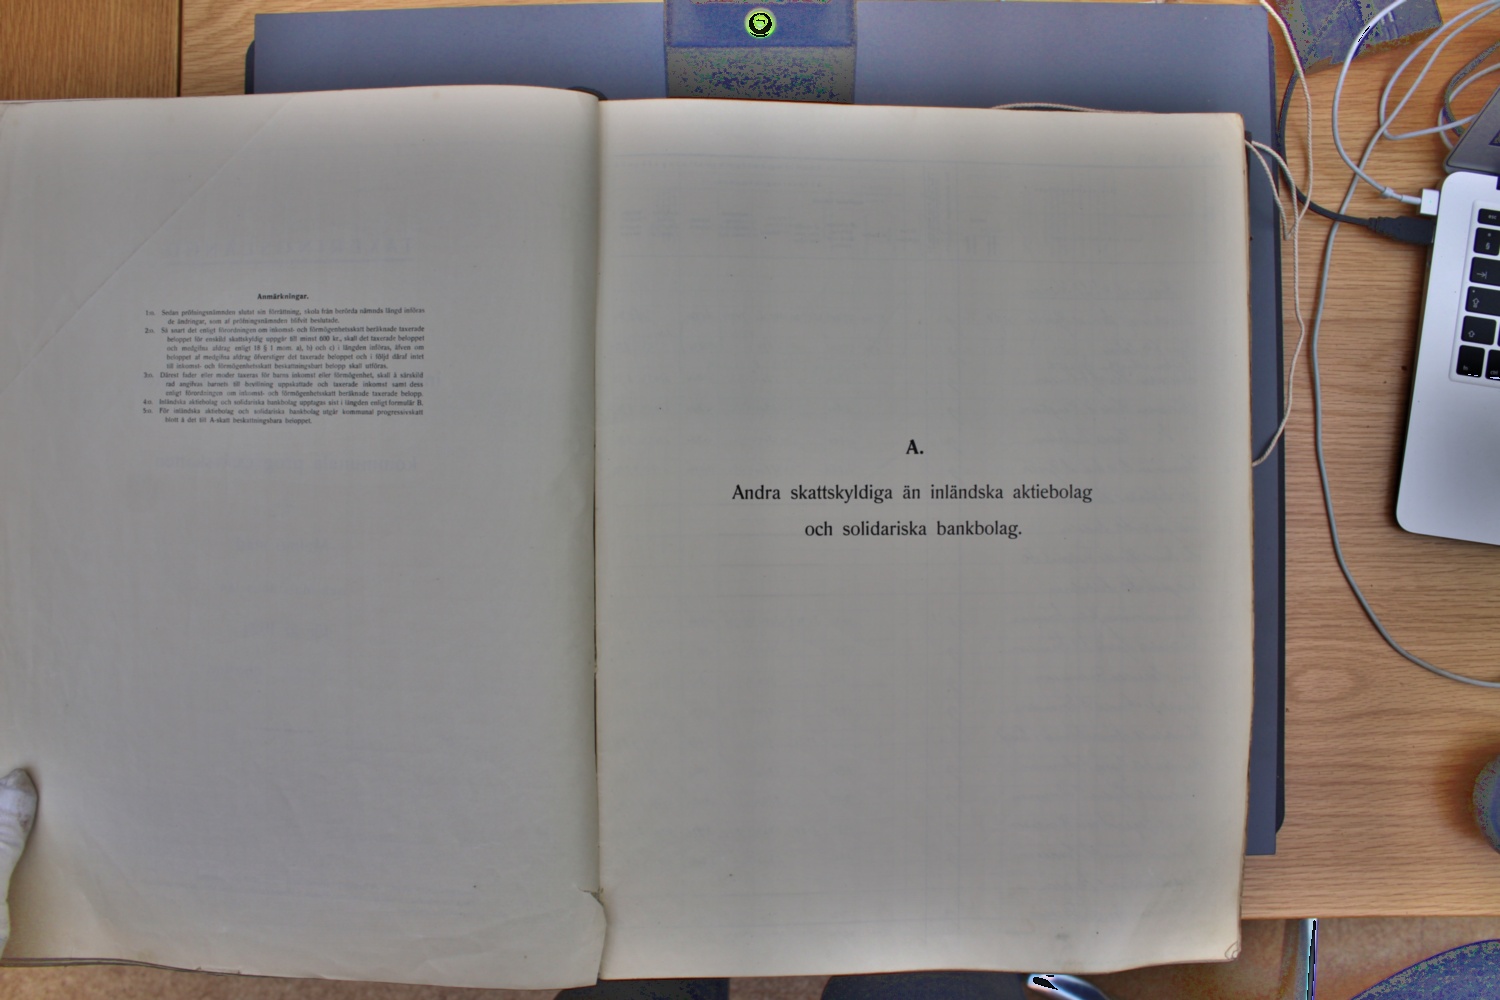 Anmärkningar.
1:o. Sedan pröfningsnämnden slutat sin förrättning, skola från berörda nämnds längd införas
de ändringar, som af pröfningsnämnden blifvit beslutade.
2:o. Så snart det enligt förordningen om inkomst- och förmögenhetsskatt beräknade taxerade
beloppet för enskild skattskyldig uppgår till minst 600 kr., skall det taxerade beloppet
och medgifna afdrag enligt 18 § 1 mom. a), b) och c) i längden införas, äfven om
beloppet af medgifna afdrag öfverstiger det taxerade beloppet och i följd däraf intet
till inkomst- och förmögenhetsskatt beskattningsbart belopp skall utföras.
3:o. Därest fader eller moder taxeras för barns inkomst eller förmögenhet, skall å särskild
rad angifvas barnets till bevillning uppskattade och taxerade inkomst samt dess
enligt förordningen om inkomst- och förmögenhetsskatt beräknade taxerade belopp.
4:o. Inländska aktiebolag och solidariska bankbolag upptagas sist i längden enligt formulär B.
5:o. För inländska aktiebolag och solidariska bankbolag utgår kommunal progressivskatt
blott å det till A-skatt beskattningsbara beloppet.
A.
Andra skattskyldiga än inländska aktiebolag
och solidariska bankbolag.